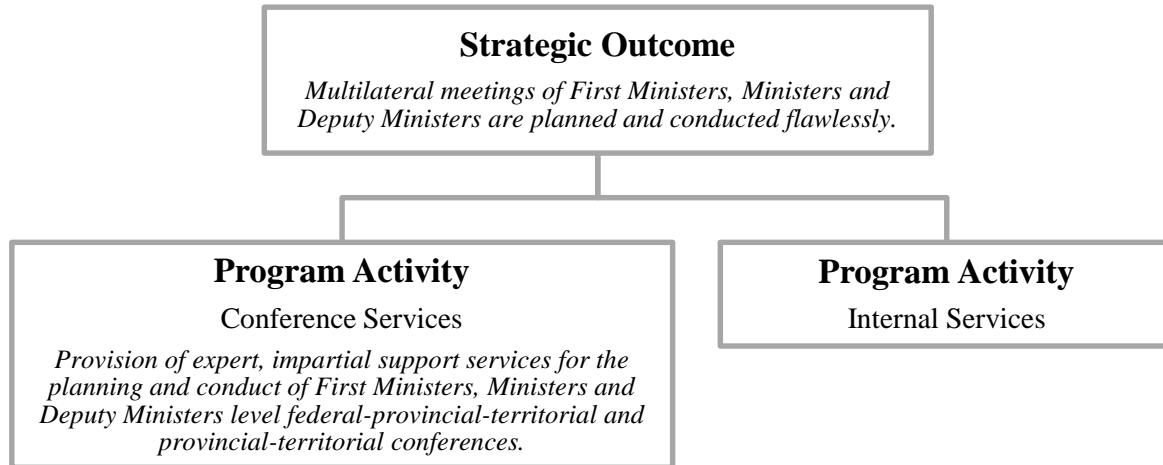 Strategic Outcome
Multilateral meetings of First Ministers, Ministers and
Deputy Ministers are planned and conducted flawlessly.
Program Activity
Conference Services
Provision of expert, impartial support services for the
planning and conduct of First Ministers, Ministers and
Deputy Ministers level federal-provincial-territorial and
provincial-territorial conferences.
Program Activity
Internal Services